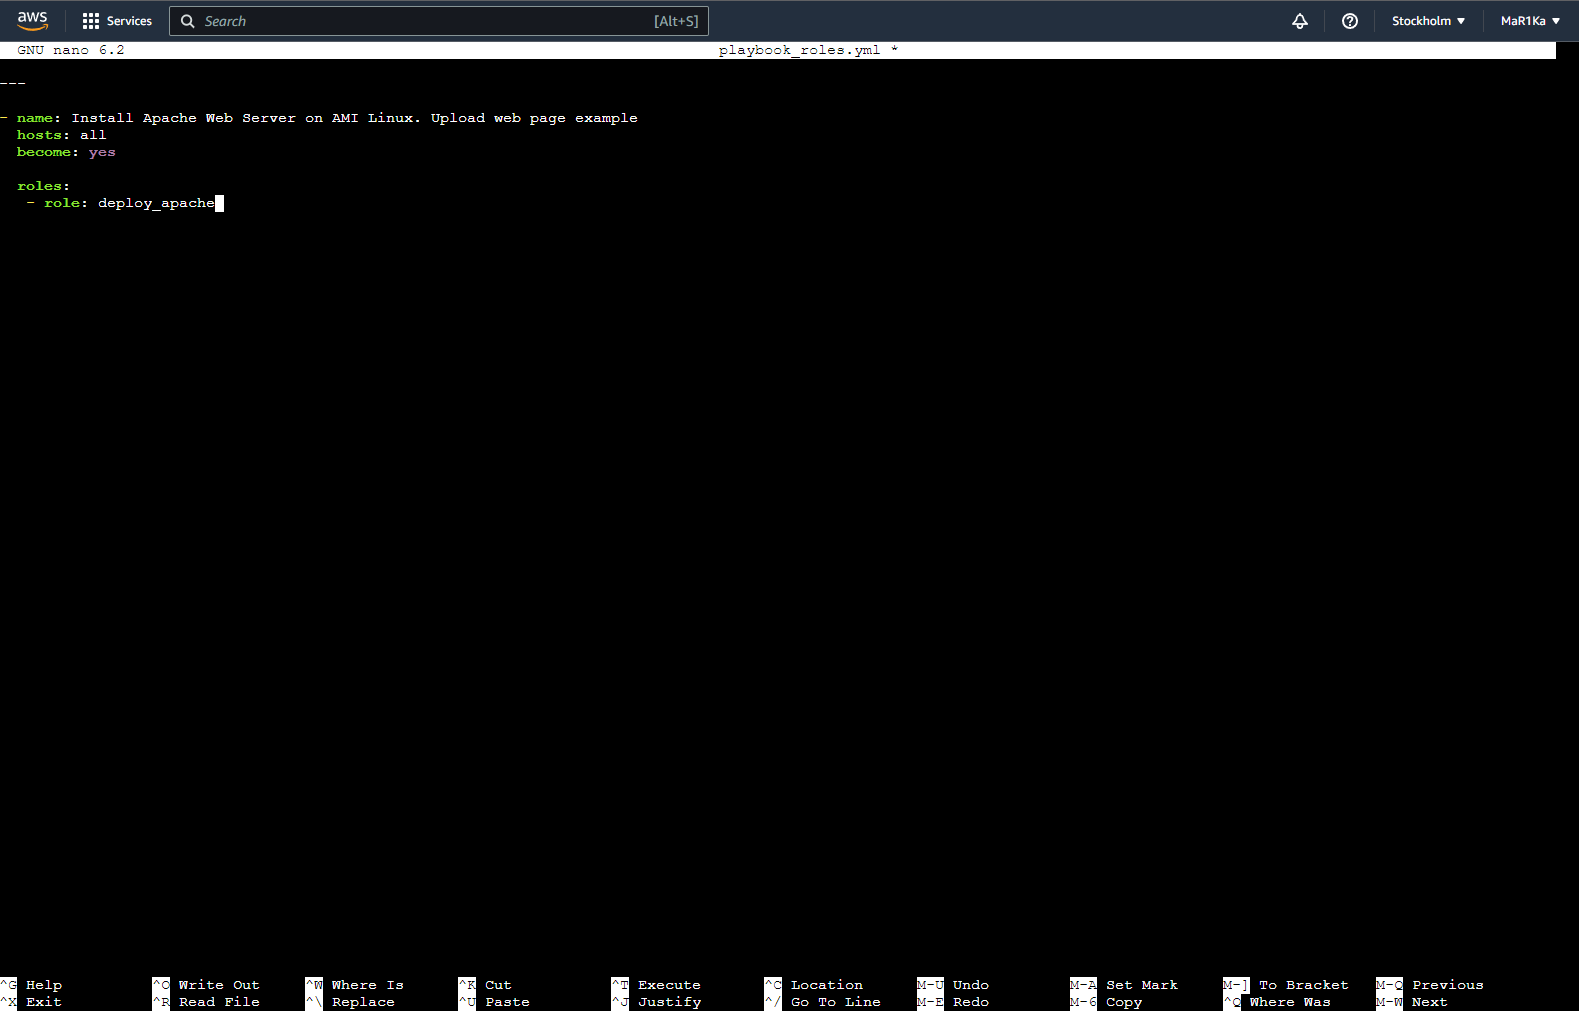 aws Services Search [Alt+S] Stockholm MaR1Ka
GNU nano 6.2 playbook_roles.yml *
---
- name: Install Apache Web Server on AMI Linux. Upload web page example
  hosts: all
  become: yes
  roles:
   - role: deploy_apache
^G Help ^O Write Out ^W Where Is ^K Cut ^T Execute ^C Location M-U Undo M-A Set Mark M-] To Bracket M-Q Previous
^X Exit ^R Read File ^\ Replace ^U Paste ^J Justify ^/ Go To Line M-E Redo M-6 Copy ^Q Where Was M-W Next